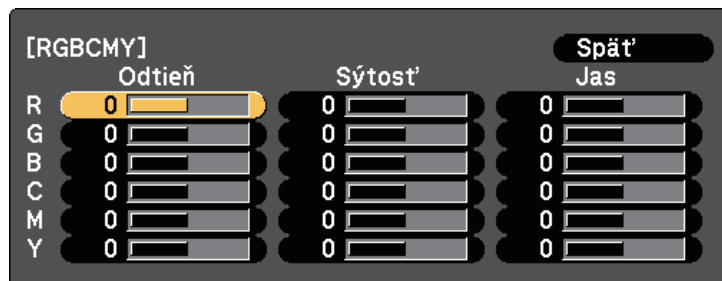 [RGBCMY] Späť
Odtieň Sýtosť Jas
R 0 0 0
G 0 0 0
B 0 0 0
C 0 0 0
M 0 0 0
Y 0 0 0